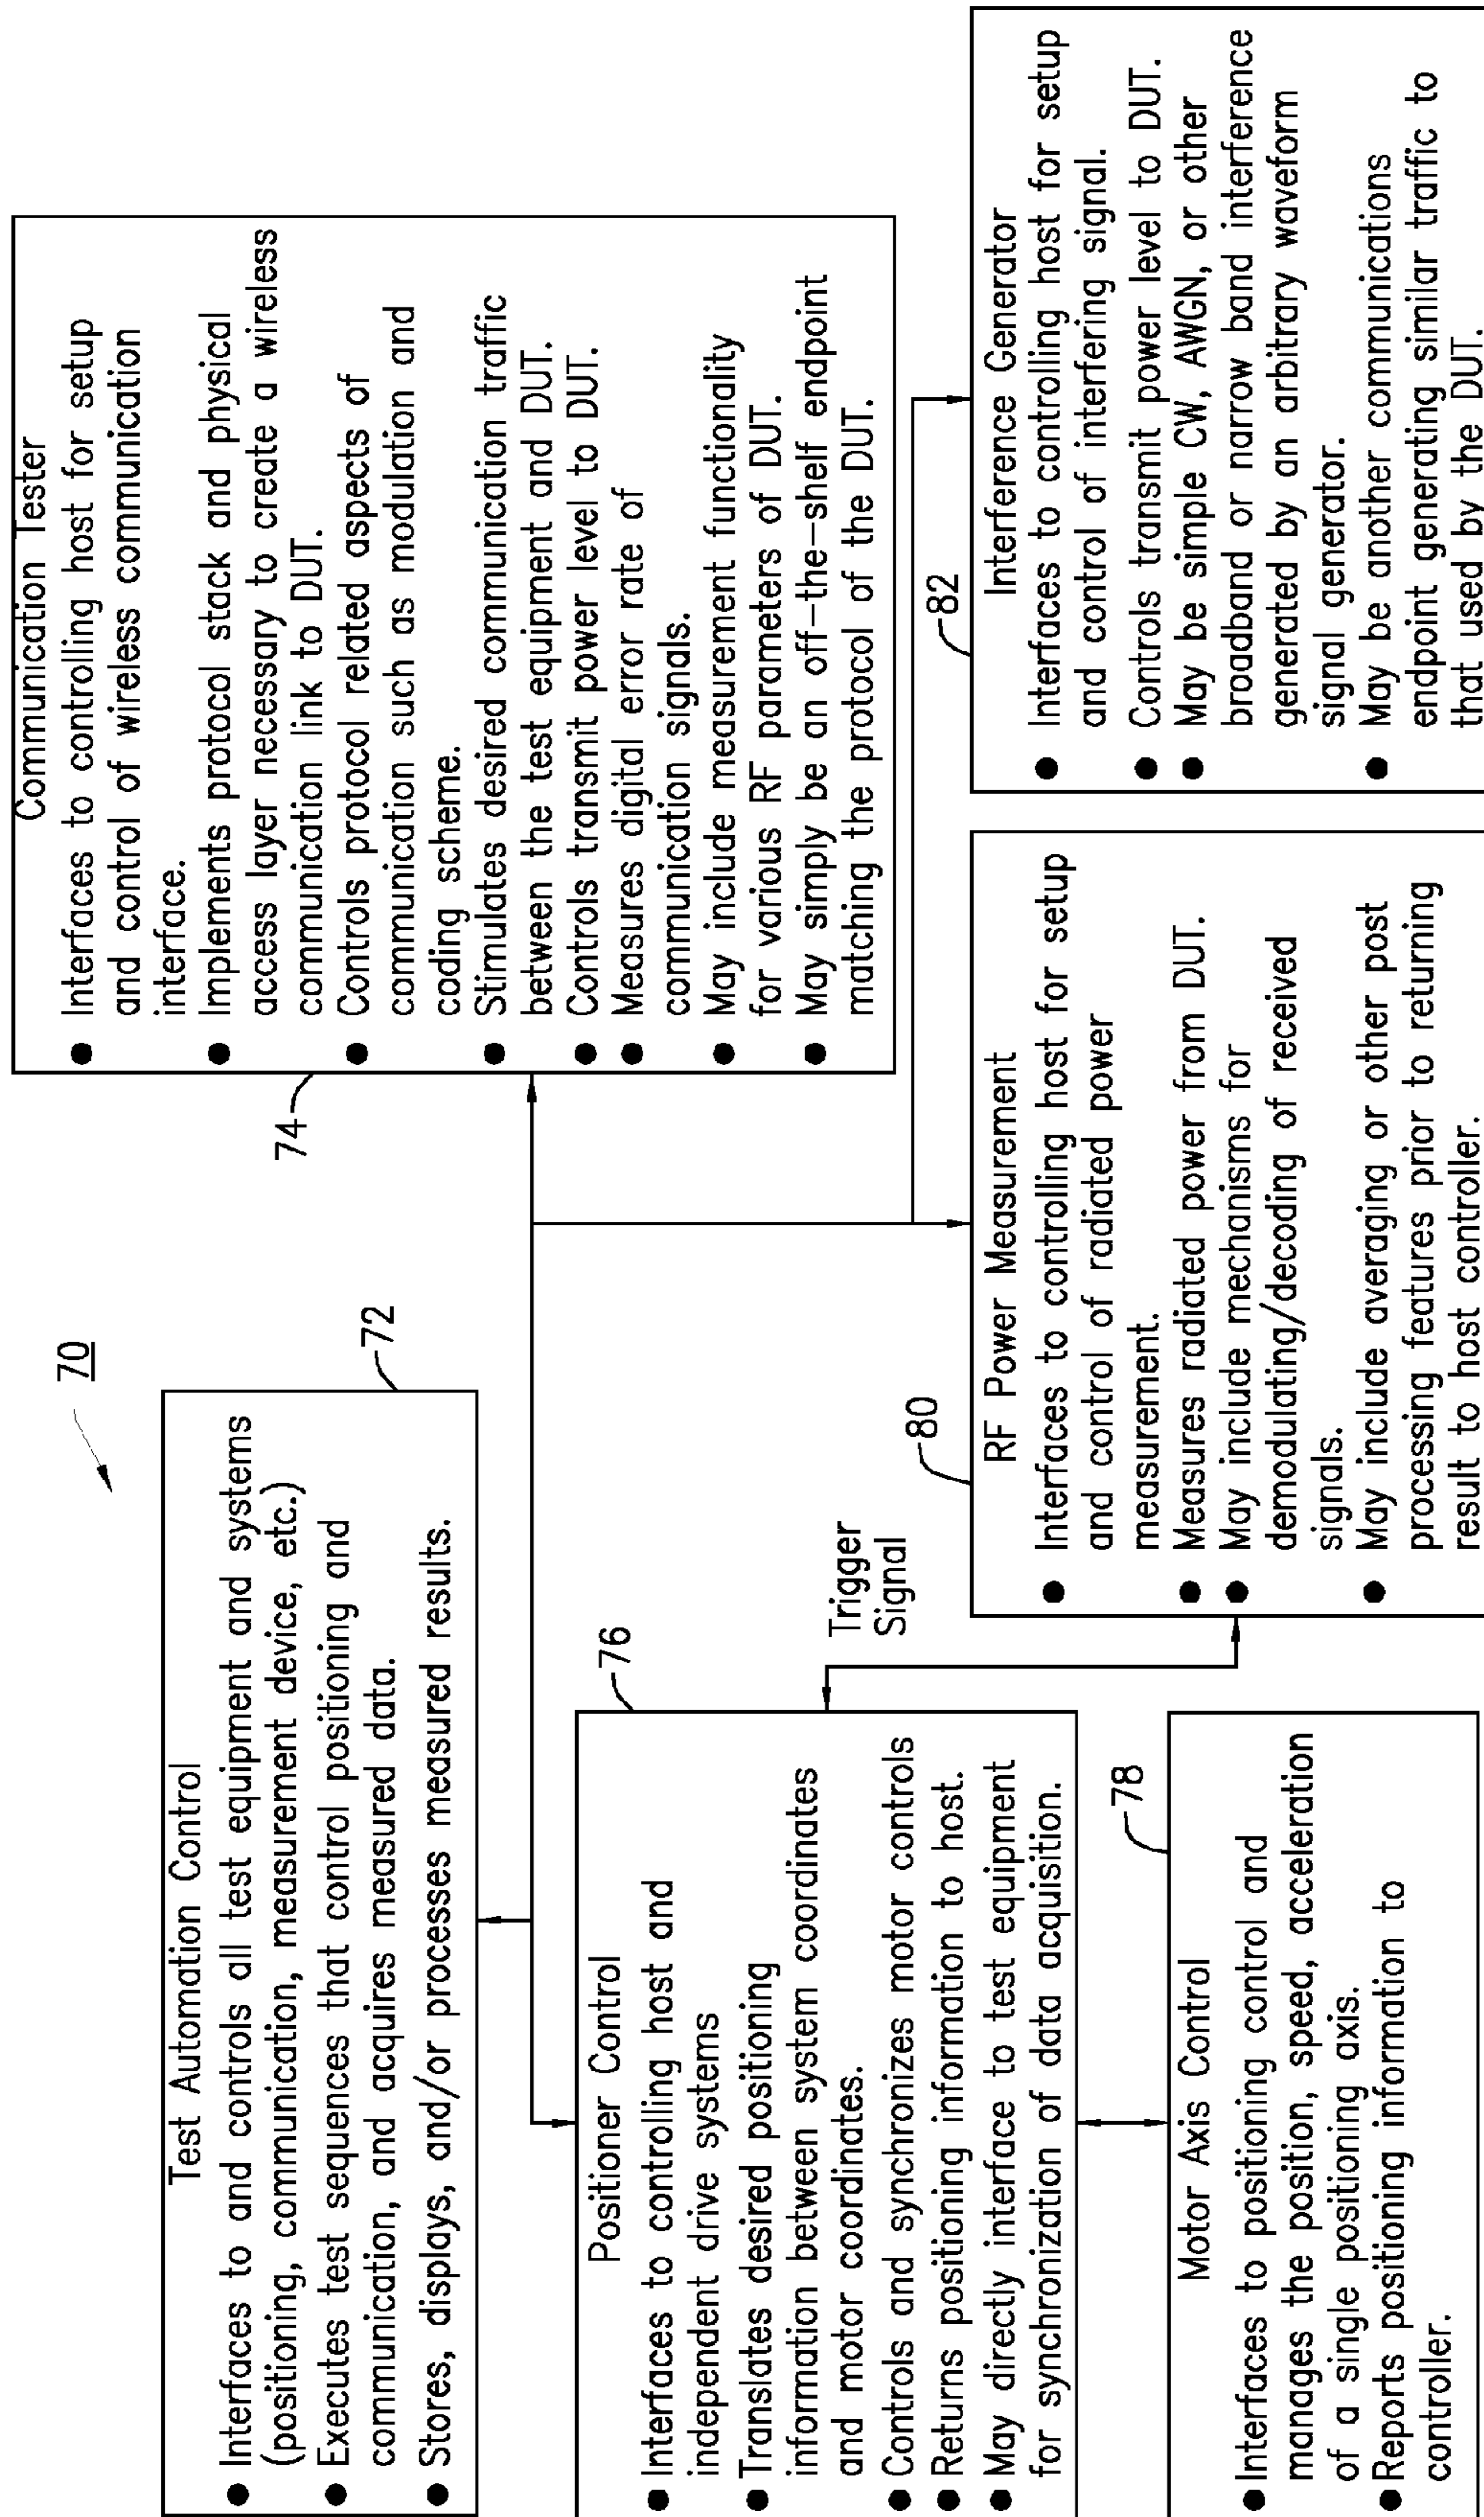 70
Test Automation Control
● Interfaces to and controls all test equipment and systems
(positioning, communication, measurement device, etc.)
● Executes test sequences that control positioning and
communication, and acquires measured data.
● Stores, displays, and/or processes measured results.
72
Communication Tester
● Interfaces to controlling host for setup
and control of wireless communication
interface.
● Implements protocol stack and physical
access layer necessary to create a wireless
communication link to DUT.
● Controls protocol related aspects of
communication such as modulation and
coding scheme.
● Stimulates desired communication traffic
between the test equipment and DUT.
● Controls transmit power level to DUT.
● Measures digital error rate of
communication signals.
● May include measurement functionality
for various RF parameters of DUT.
● May simply be an off-the-shelf endpoint
matching the protocol of the DUT.
74
Positioner Control
● Interfaces to controlling host and
independent drive systems
● Translates desired positioning
information between system coordinates
and motor coordinates.
● Controls and synchronizes motor controls
● Returns positioning information to host.
● May directly interface to test equipment
for synchronization of data acquisition.
76
Trigger
Signal
Motor Axis Control
● Interfaces to positioning control and
manages the position, speed, acceleration
of a single positioning axis.
● Reports positioning information to
controller.
78
RF Power Measurement
● Interfaces to controlling host for setup
and control of radiated power
measurement.
● Measures radiated power from DUT.
● May include mechanisms for
demodulating/decoding of received
signals.
● May include averaging or other post
processing features prior to returning
result to host controller.
80
Interference Generator
● Interfaces to controlling host for setup
and control of interfering signal.
● Controls transmit power level to DUT.
● May be simple CW, AWGN, or other
broadband or narrow band interference
generated by an arbitrary waveform
signal generator.
● May be another communications
endpoint generating similar traffic to
that used by the DUT.
82